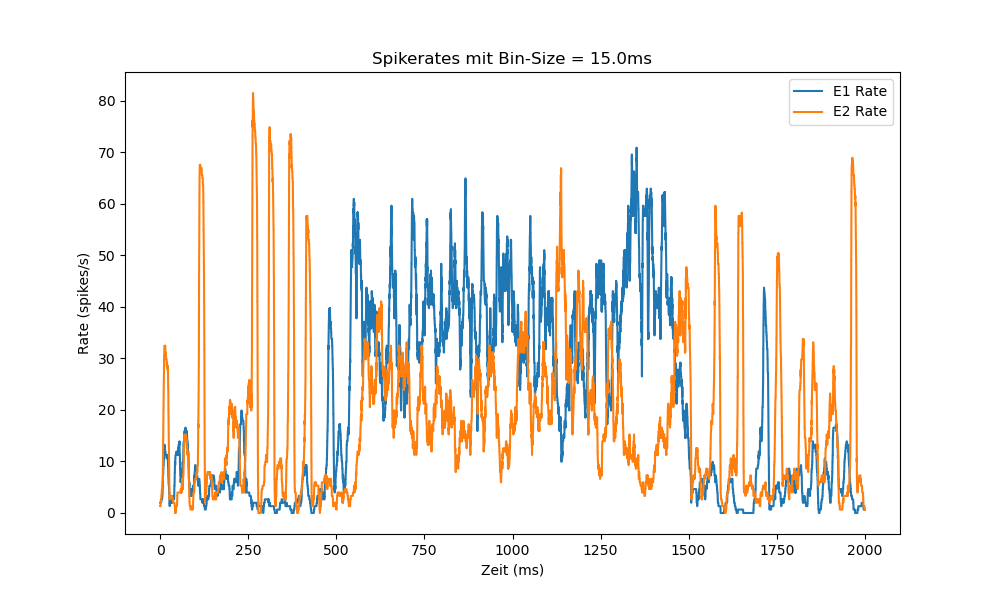 Spikerates mit Bin-Size = 15.0ms
E1 Rate
E2 Rate
80
70
60
50
40
30
20
10
0
Rate (spikes/s)
0 250 500 750 1000 1250 1500 1750 2000
Zeit (ms)